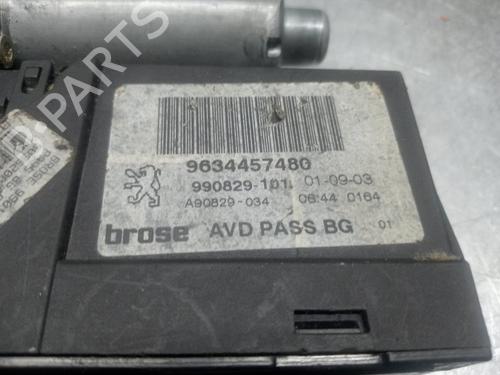 9634457480
990829-101. 01-09-03
A90829-034 06:44 0164
brose AVD PASS BG 01
B-PARTS